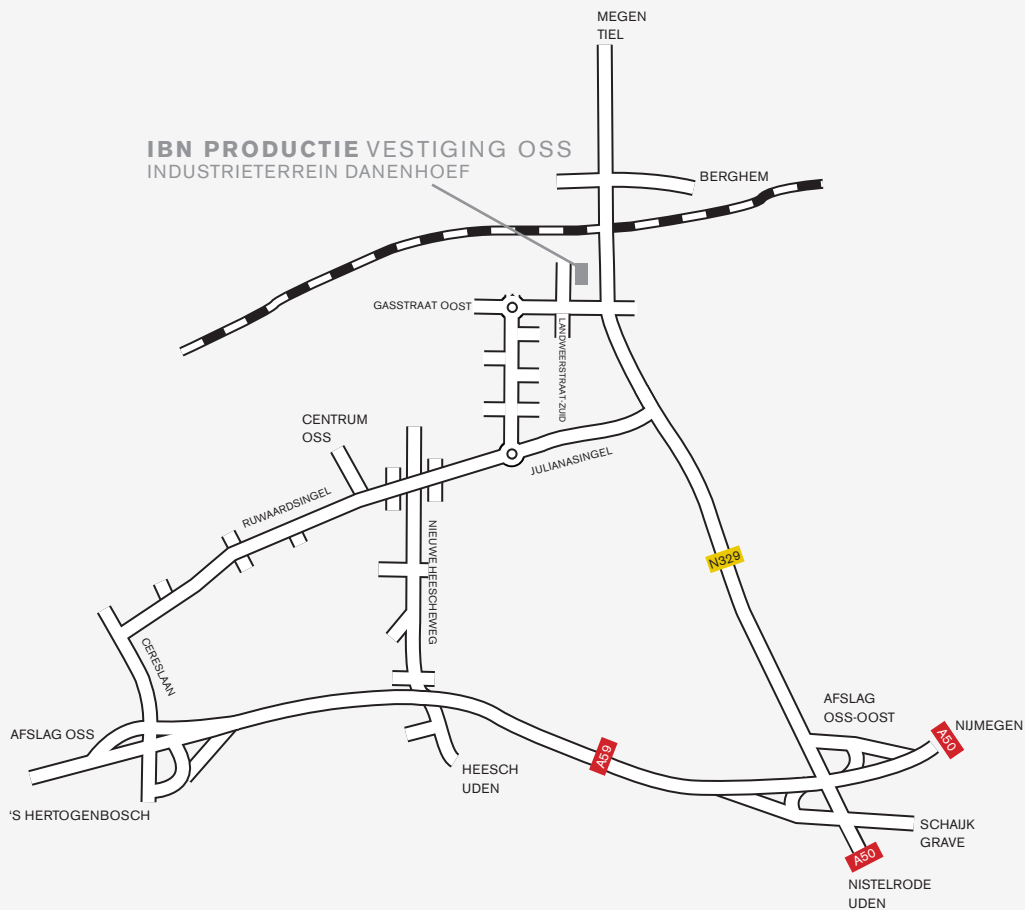 MEGEN
TIEL
IBN PRODUCTIE VESTIGING OSS
INDUSTRIETERREIN DANENHOEF
BERGHEM
GASSTRAAT OOST
LANDWEERSTRAAT-ZUID
CENTRUM
OSS
JULIANASINGEL
RUWAARDSINGEL
NIEUWE HEESCHEWEG
N329
CERESLAAN
AFSLAG
OSS-OOST
NIJMEGEN
A50
AFSLAG OSS
A59
HEESCH
UDEN
'S HERTOGENBOSCH
SCHAIJK
GRAVE
A50
NISTELRODE
UDEN